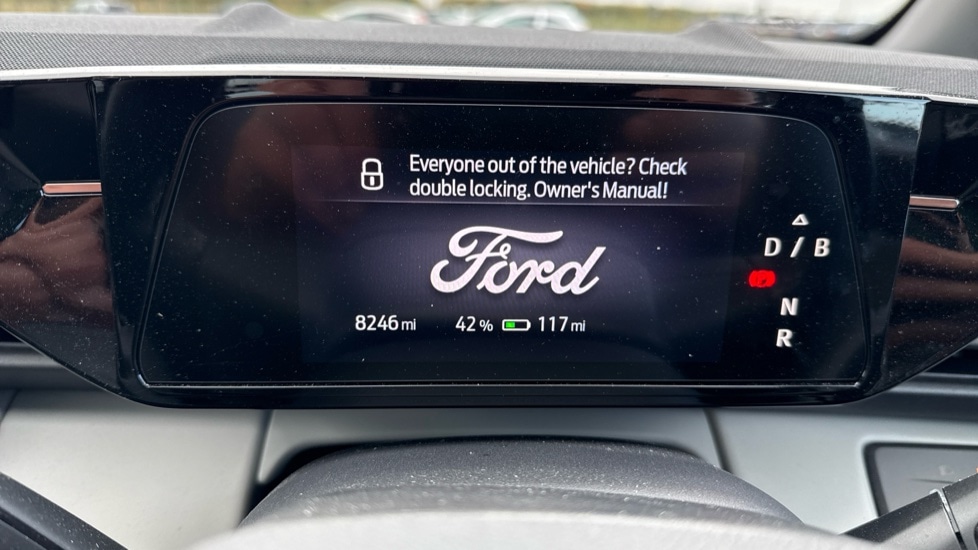 Everyone out of the vehicle? Check
double locking. Owner's Manual!
Ford
D / B
8246 mi 42 % 117 mi
N
R